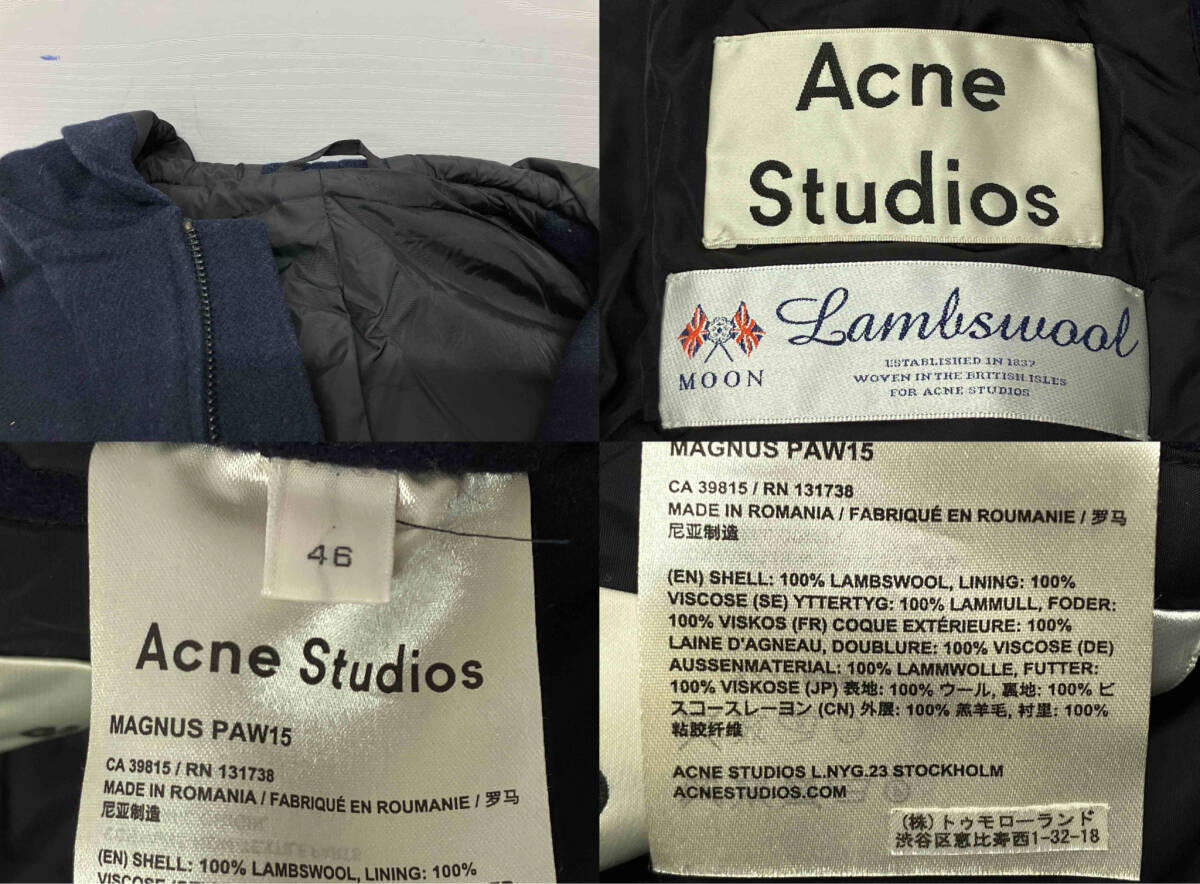 Acne
Studios
MOON
Lambswool
ESTABLISHED IN 1837
WOVEN IN THE BRITISH ISLES
FOR ACNE STUDIOS
46
Acne Studios
MAGNUS PAW15
CA 39815 / RN 131738
MADE IN ROMANIA / FABRIQUÉ EN ROUMANIE / 罗马
尼亚制造
(EN) SHELL: 100% LAMBSWOOL, LINING: 100%
MAGNUS PAW15
CA 39815 / RN 131738
MADE IN ROMANIA / FABRIQUÉ EN ROUMANIE / 罗马
尼亚制造
(EN) SHELL: 100% LAMBSWOOL, LINING: 100%
VISCOSE (SE) YTTERTYG: 100% LAMMULL, FODER:
100% VISKOS (FR) COQUE EXTÉRIEURE: 100%
LAINE D'AGNEAU, DOUBLURE: 100% VISCOSE (DE)
AUSSENMATERIAL: 100% LAMMWOLLE, FUTTER:
100% VISKOSE (JP) 表地: 100% ウール, 裏地: 100% ビ
スコースレーヨン (CN) 外层: 100% 羔羊毛, 衬里: 100%
粘胶纤维
ACNE STUDIOS L.NYG.23 STOCKHOLM
ACNESTUDIOS.COM
(株)トゥモローランド
渋谷区恵比寿西1-32-18